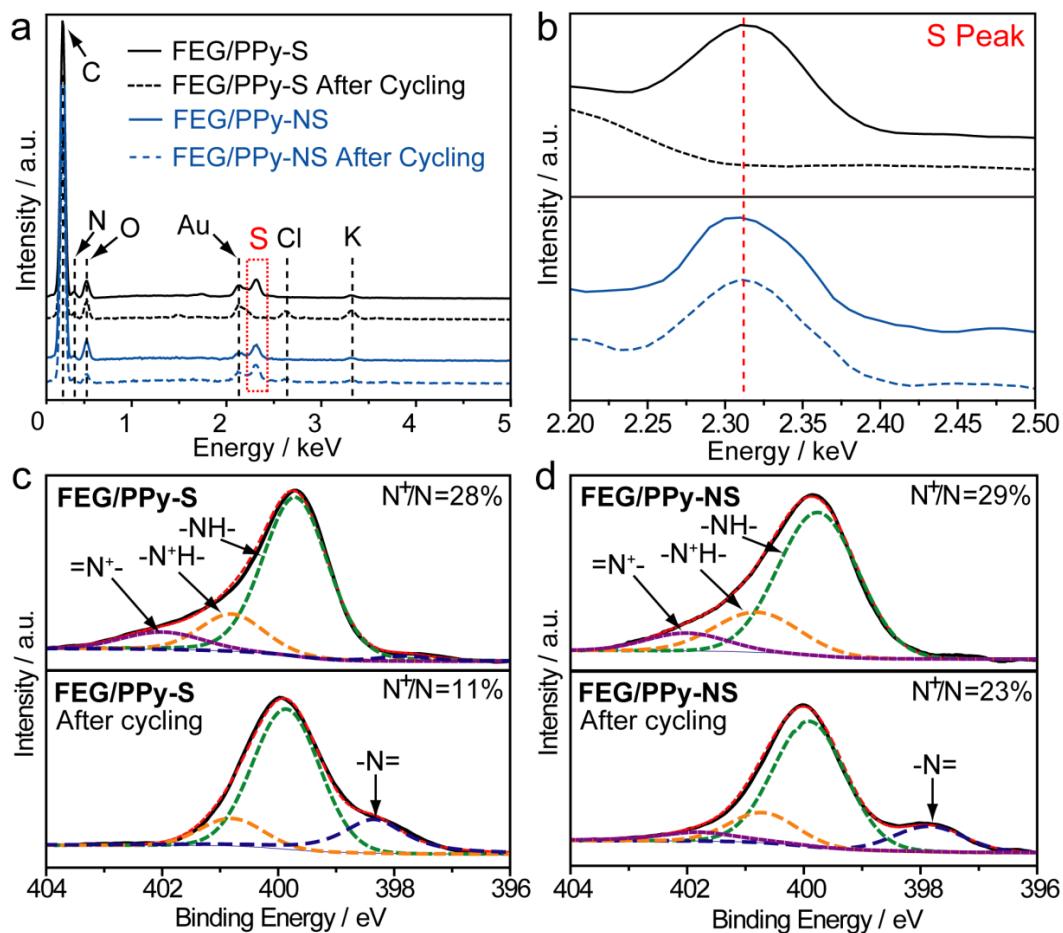 a
C
FEG/PPy-S
FEG/PPy-S After Cycling
FEG/PPy-NS
FEG/PPy-NS After Cycling
N
O
Au
S
Cl
K
Intensity / a.u.
0 1 2 3 4 5
Energy / keV
b
S Peak
Intensity / a.u.
2.20 2.25 2.30 2.35 2.40 2.45 2.50
Energy / keV
c
FEG/PPy-S
N⁺/N=28%
-NH-
-N⁺H-
=N⁺-
FEG/PPy-S
After cycling
N⁺/N=11%
-N=
Intensity / a.u.
404 402 400 398 396
Binding Energy / eV
d
FEG/PPy-NS
N⁺/N=29%
-NH-
-N⁺H-
=N⁺-
FEG/PPy-NS
After cycling
N⁺/N=23%
-N=
Intensity / a.u.
404 402 400 398 396
Binding Energy / eV